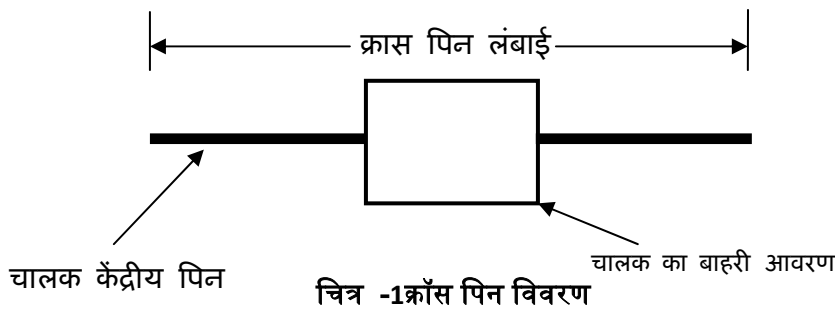 क्रास पिन लंबाई
चालक का बाहरी आवरण
चालक केंद्रीय पिन
चित्र -1क्रॉस पिन विवरण